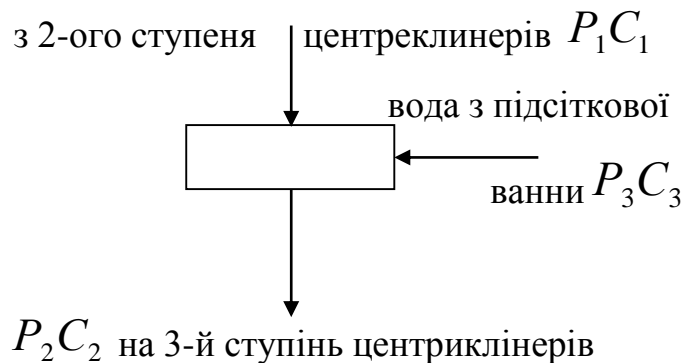 з 2-ого ступеня центреклинерів P₁C₁
вода з підсіткової
ванни P₃C₃
P₂C₂ на 3-й ступінь центриклінерів